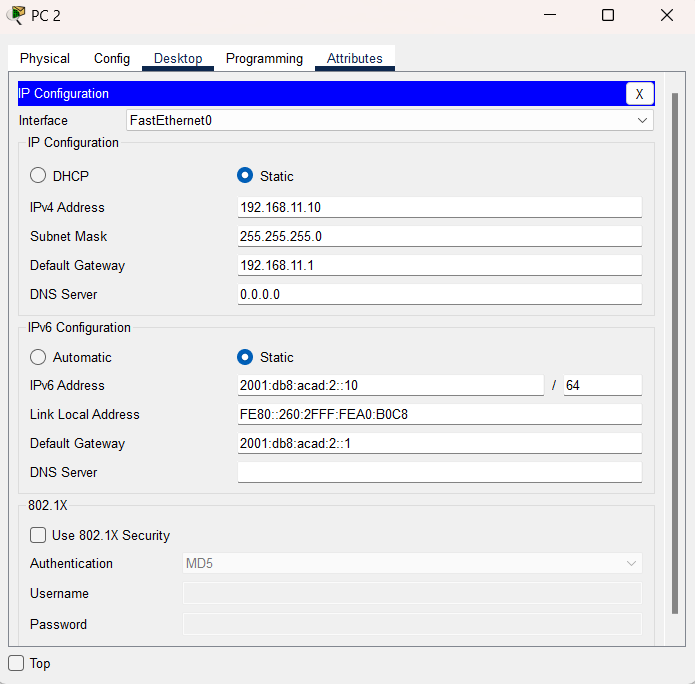 PC 2
Physical Config Desktop Programming Attributes
IP Configuration X
Interface FastEthernet0
IP Configuration
DHCP Static
IPv4 Address 192.168.11.10
Subnet Mask 255.255.255.0
Default Gateway 192.168.11.1
DNS Server 0.0.0.0
IPv6 Configuration
Automatic Static
IPv6 Address 2001:db8:acad:2::10 / 64
Link Local Address FE80::260:2FFF:FEA0:B0C8
Default Gateway 2001:db8:acad:2::1
DNS Server
802.1X
Use 802.1X Security
Authentication MD5
Username
Password
Top